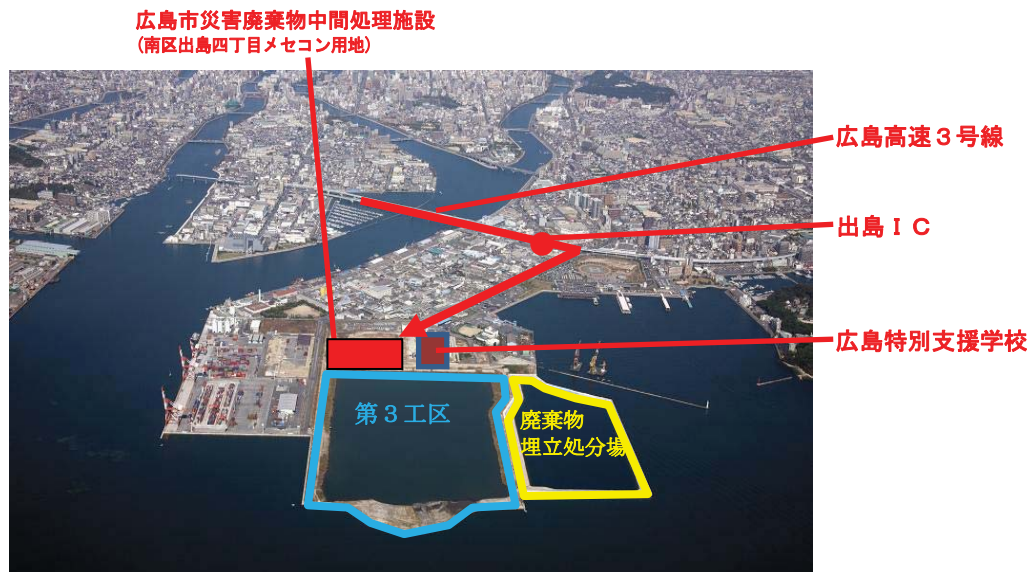 広島市災害廃棄物中間処理施設
(南区出島四丁目メセコン用地)
広島高速３号線
出島ＩＣ
広島特別支援学校
第３工区
廃棄物
埋立処分場